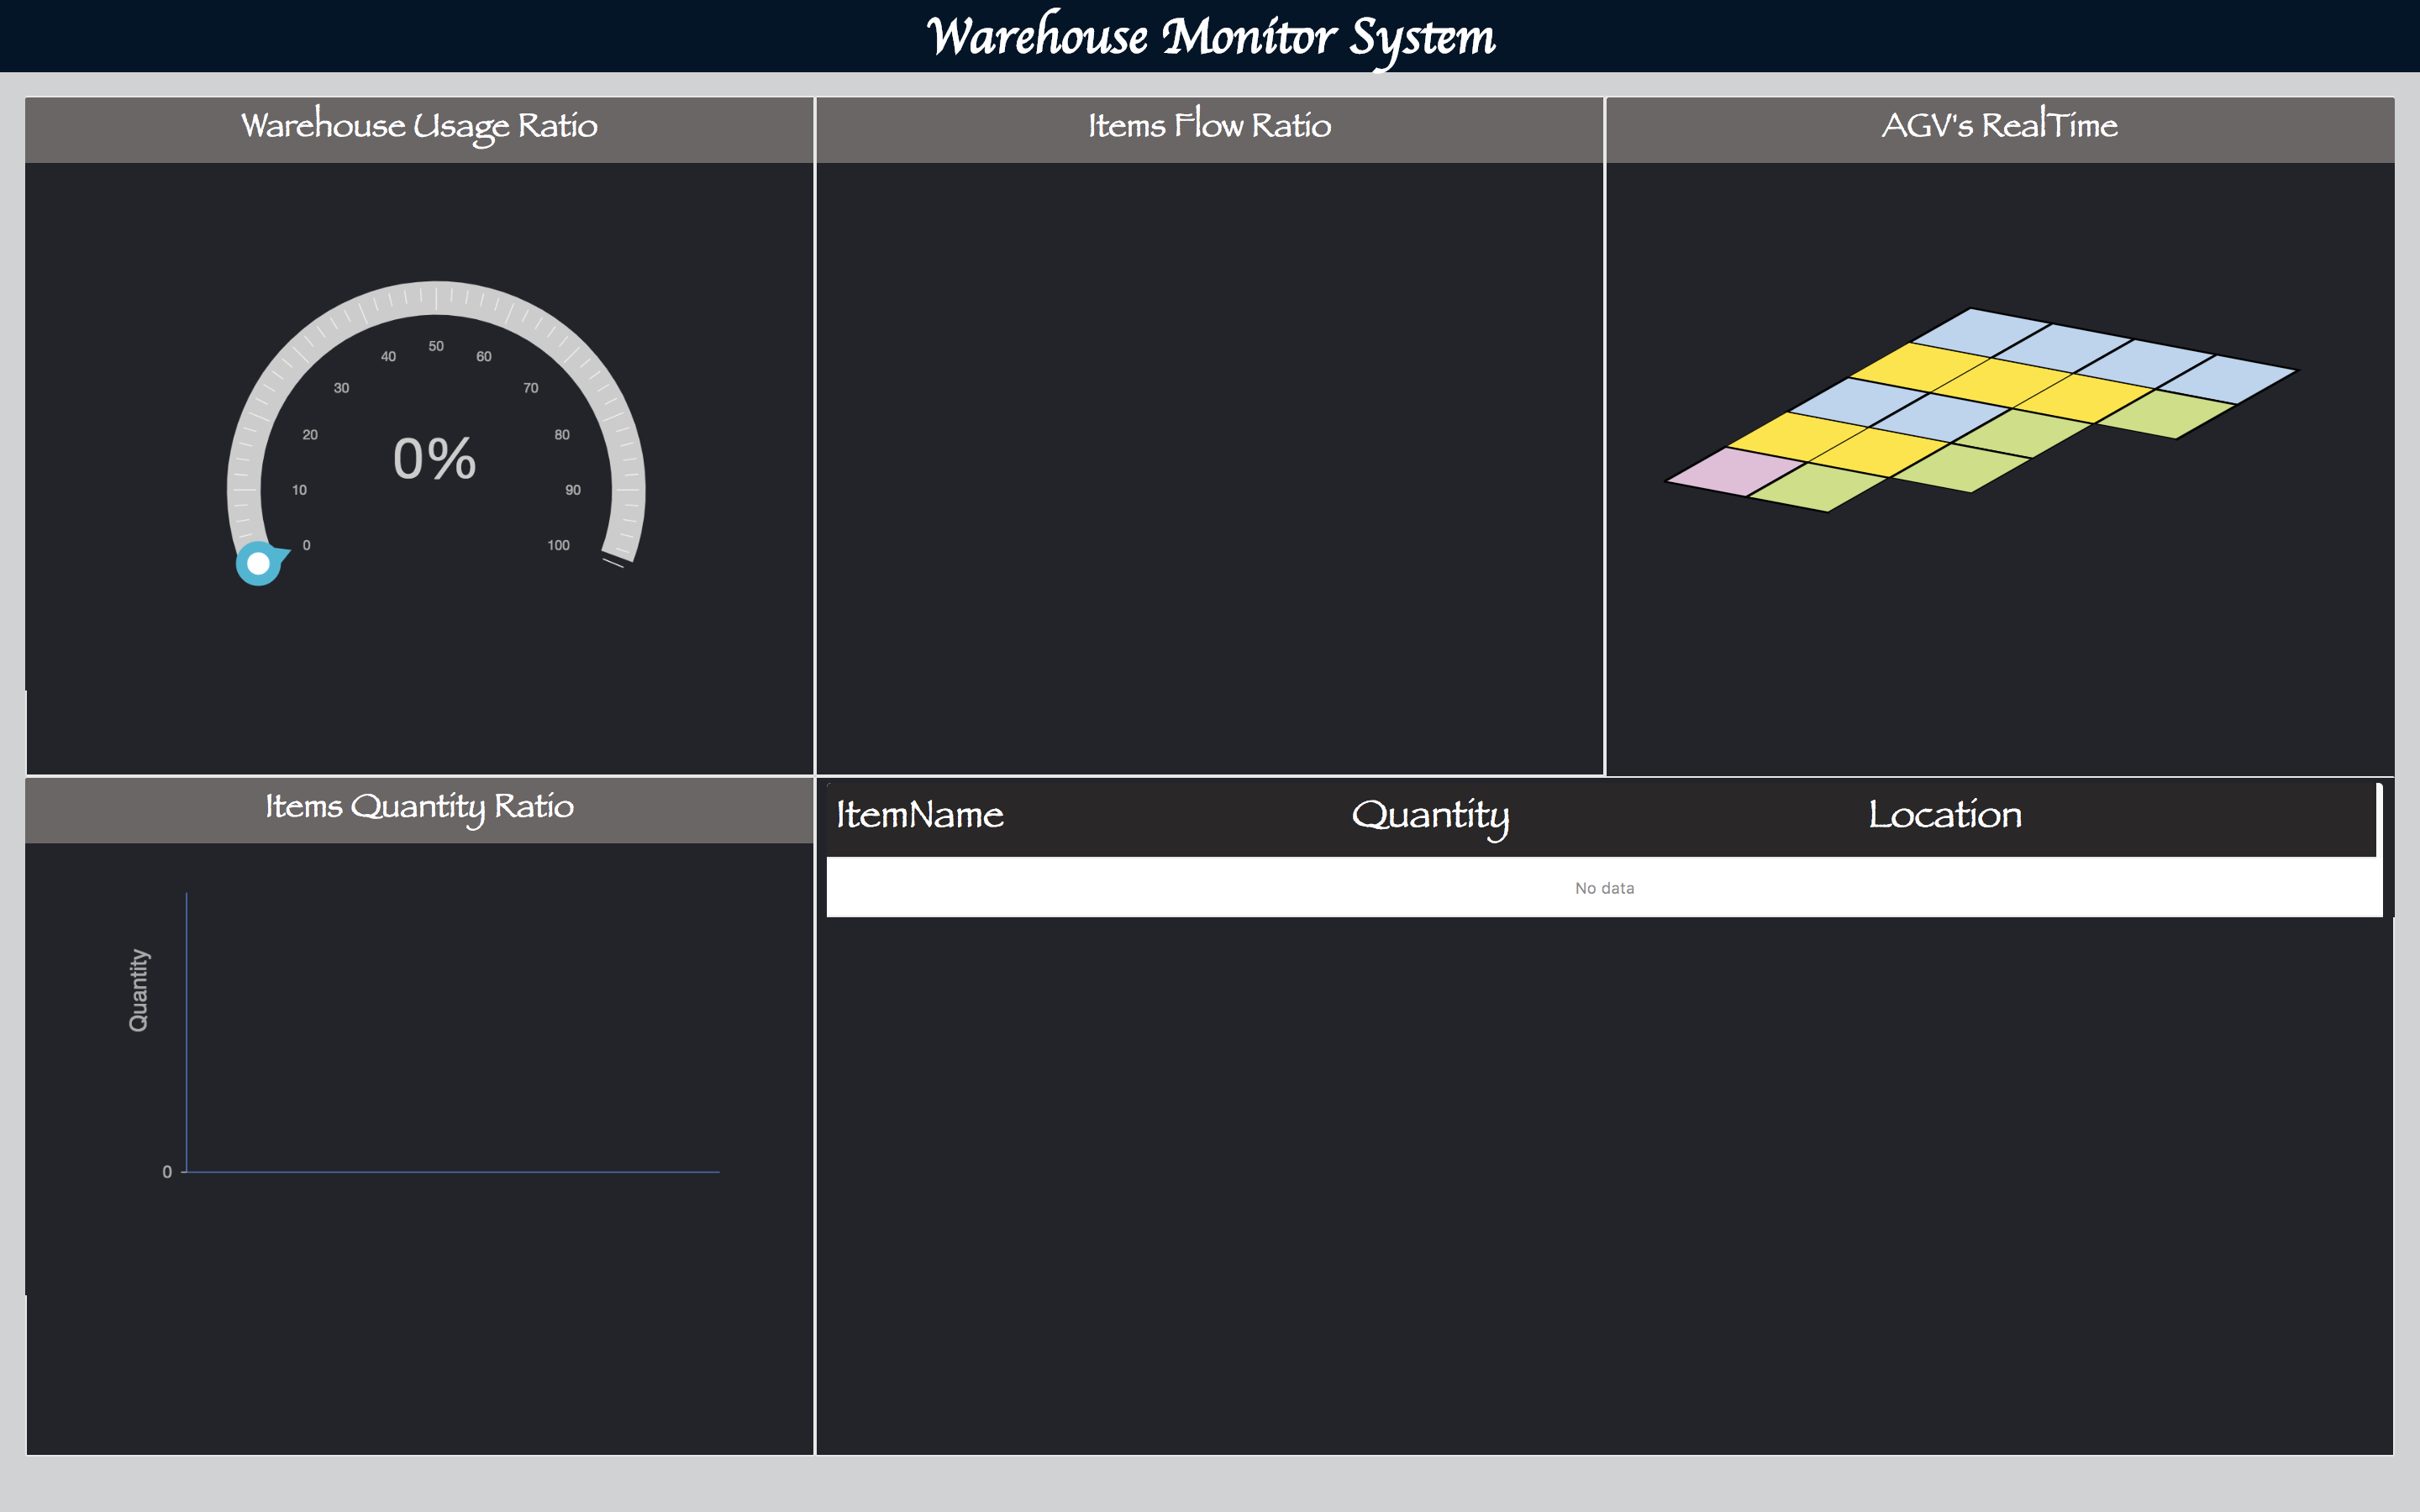 Warehouse Monitor System
Warehouse Usage Ratio
Items Flow Ratio
AGV's RealTime
50
40
60
30
70
20
80
0%
10
90
0
100
Items Quantity Ratio
ItemName
Quantity
Location
No data
Quantity
0